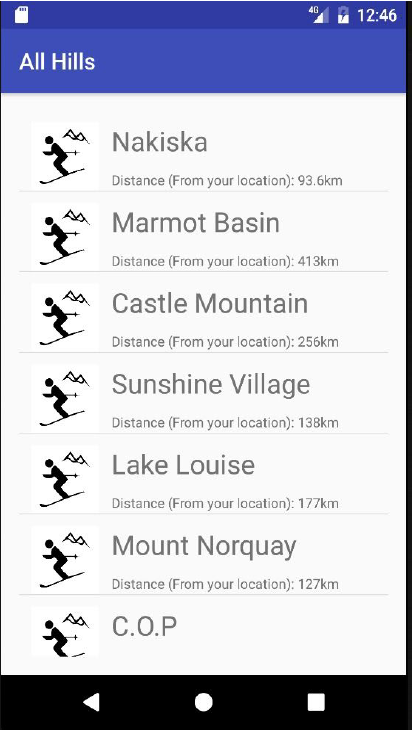 4G 12:46
All Hills
Nakiska
Distance (From your location): 93.6km
Marmot Basin
Distance (From your location): 413km
Castle Mountain
Distance (From your location): 256km
Sunshine Village
Distance (From your location): 138km
Lake Louise
Distance (From your location): 177km
Mount Norquay
Distance (From your location): 127km
C.O.P